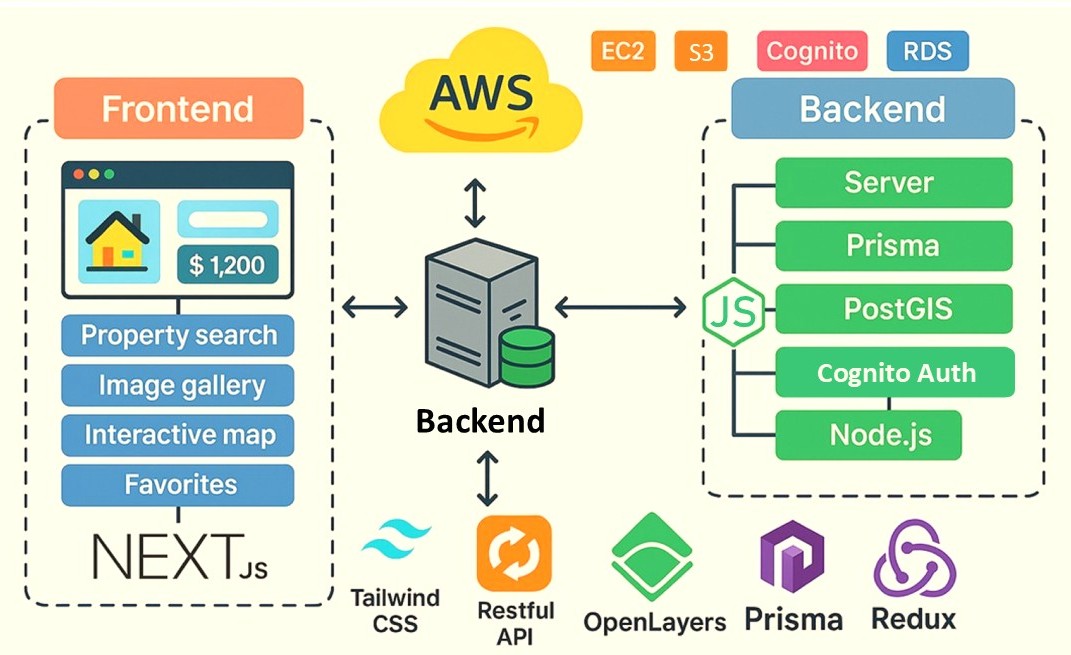 EC2
S3
Cognito
RDS
AWS
Frontend
$ 1,200
Property search
Image gallery
Interactive map
Favorites
NEXT.JS
Backend
Backend
Server
Prisma
PostGIS
Cognito Auth
Node.js
JS
Tailwind
CSS
Restful
API
OpenLayers
Prisma
Redux